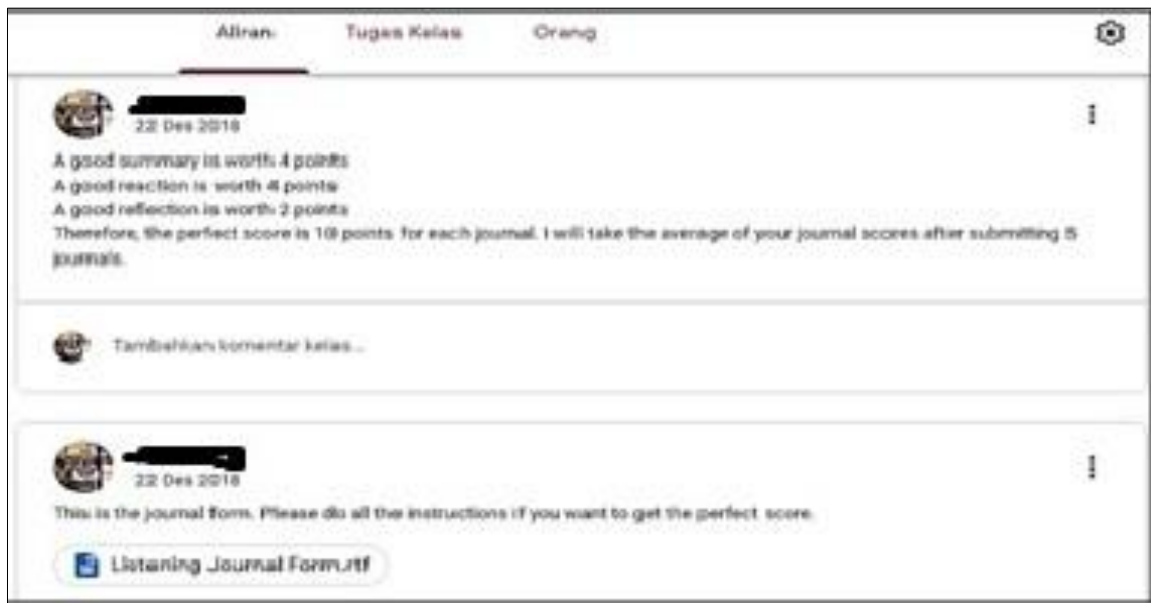 Aliran Tugas Kelas Orang
22 Des 2018
A good summary is worth 4 points
A good reaction is worth 4 points
A good reflection is worth 2 points
Therefore, the perfect score is 10 points for each journal. I will take the average of your journal scores after submitting 5
journals.
Tambahkan komentar kelas...
22 Des 2018
This is the journal form. Please do all the instructions if you want to get the perfect score.
Listening Journal Form.rtf